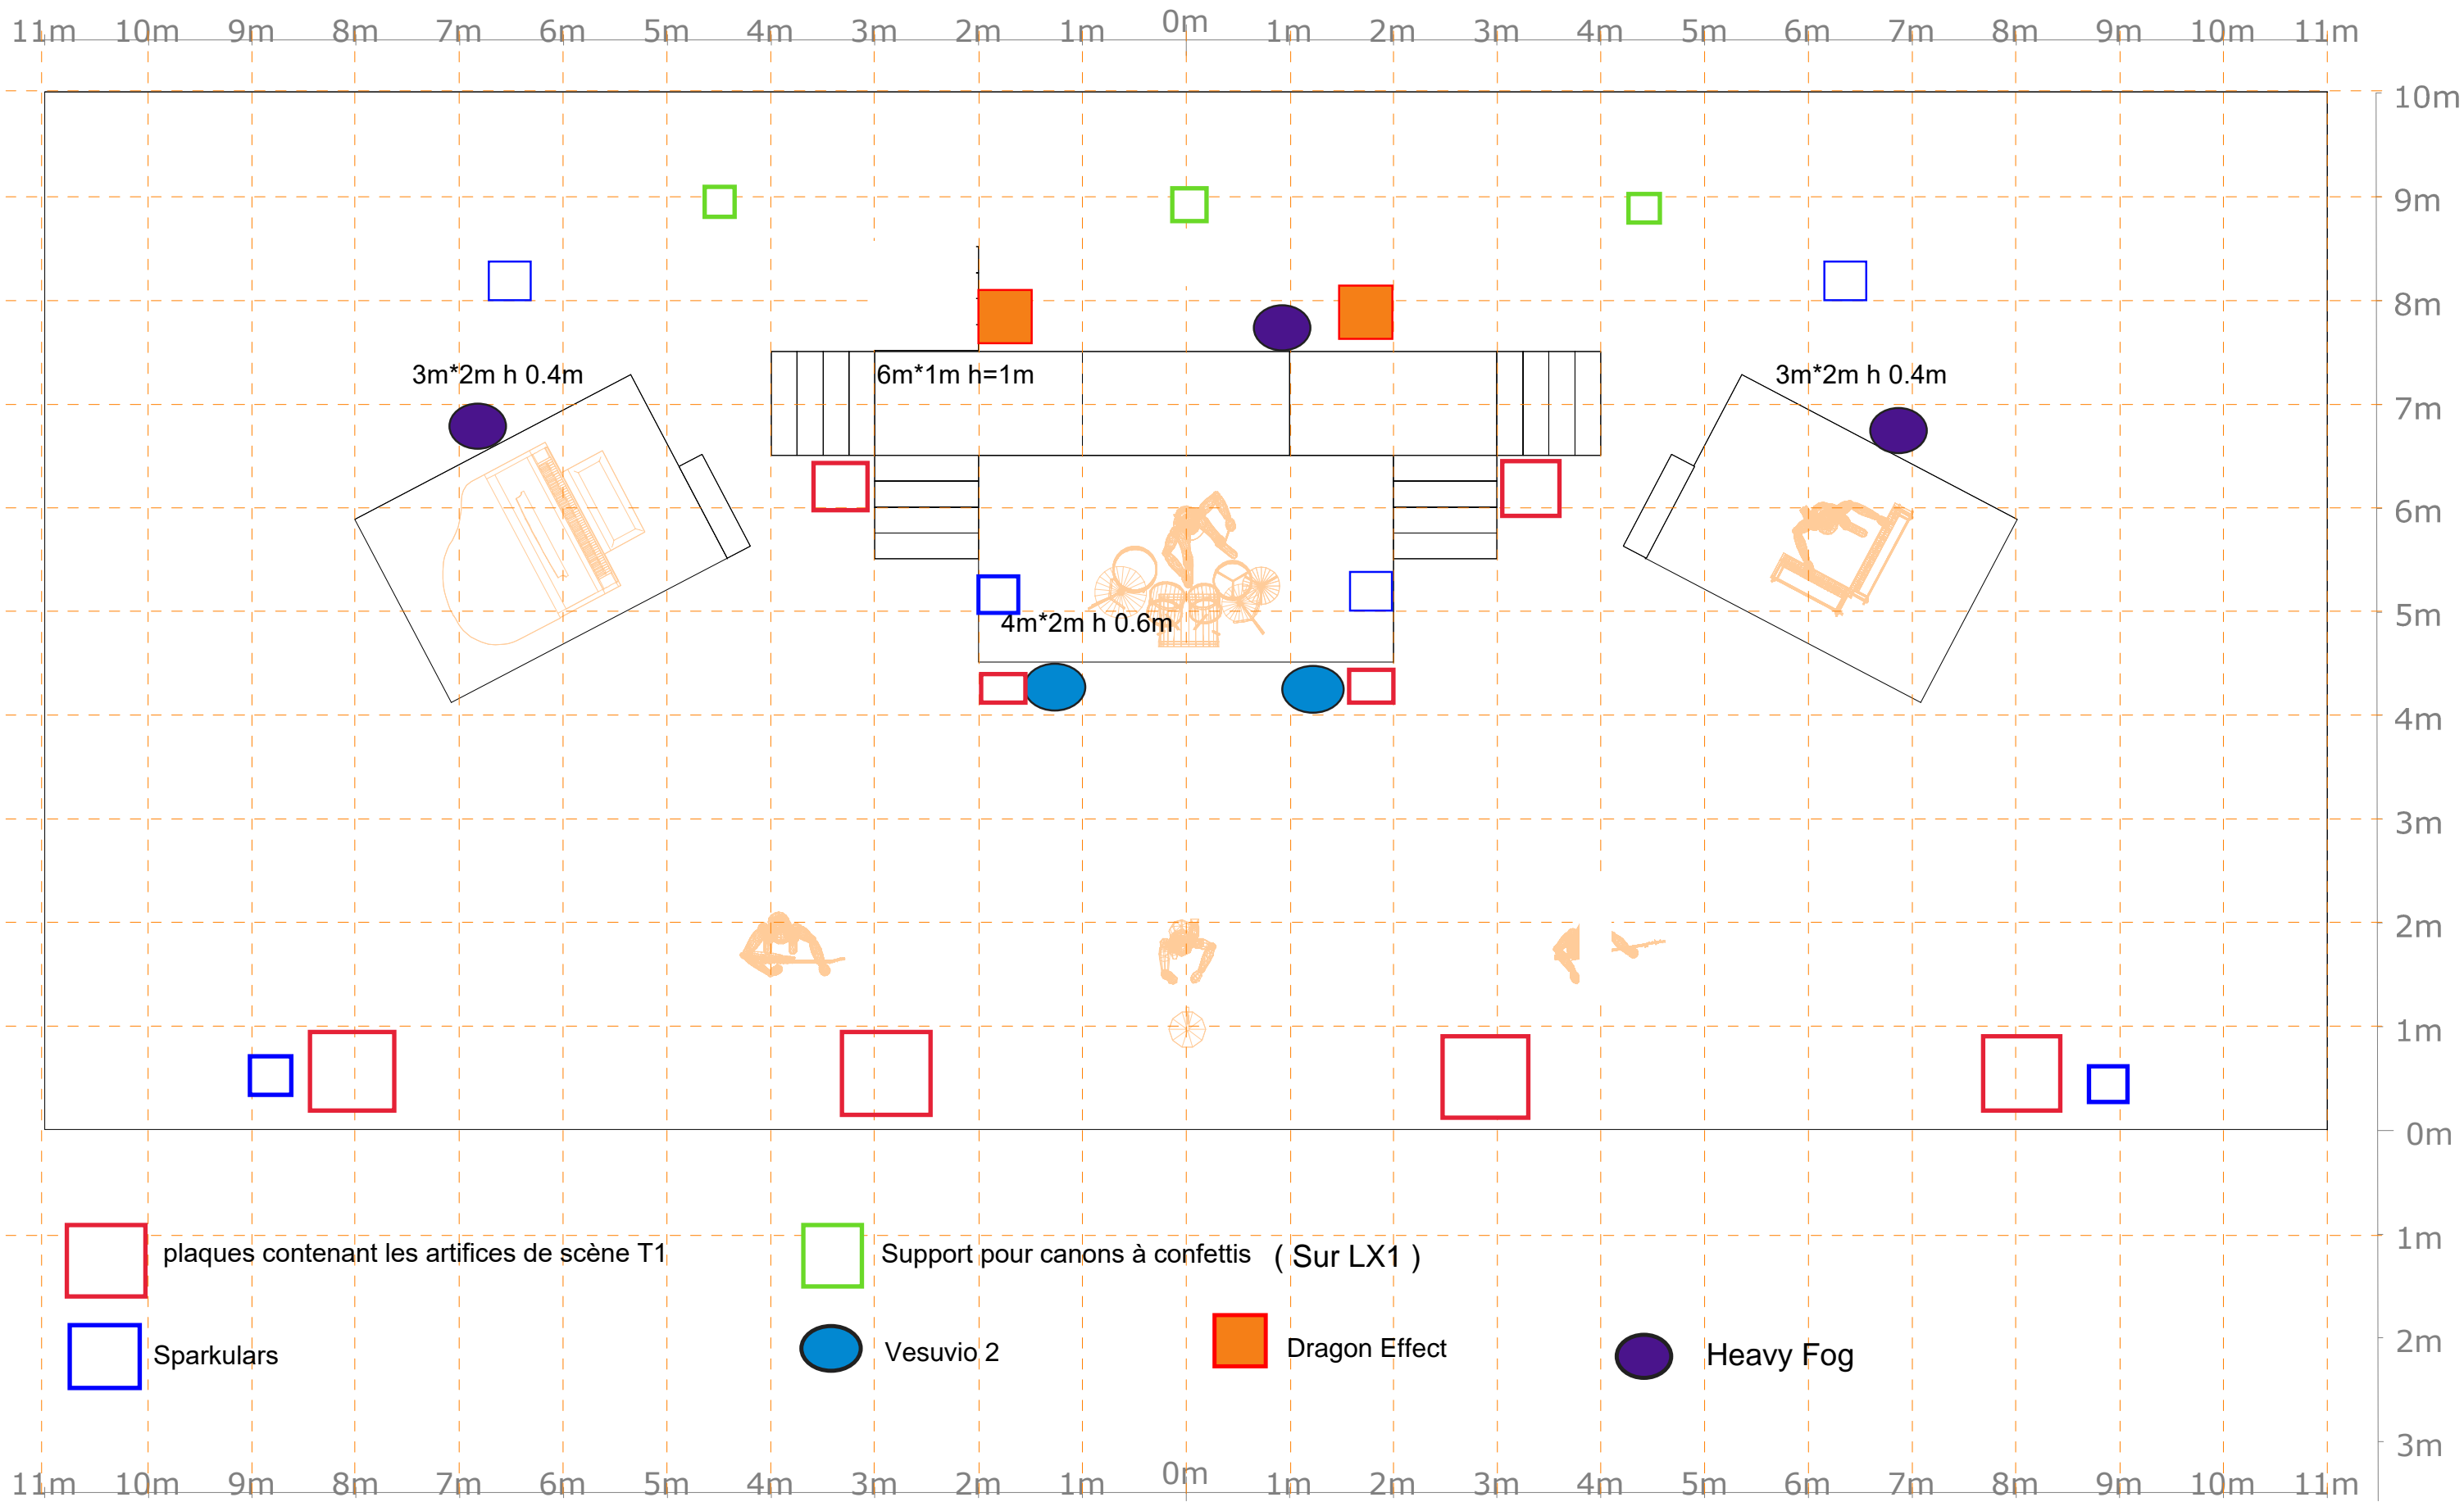 11m 10m 9m 8m 7m 6m 5m 4m 3m 2m 1m 0m 1m 2m 3m 4m 5m 6m 7m 8m 9m 10m 11m
10m
9m
8m
3m*2m h 0.4m 6m*1m h=1m 3m*2m h 0.4m
7m
6m
5m
4m*2m h 0.6m
4m
3m
2m
1m
0m
1m
plaques contenant les artifices de scène T1 Support pour canons à confettis ( Sur LX1 )
2m
Sparkulars Vesuvio 2 Dragon Effect Heavy Fog
3m
11m 10m 9m 8m 7m 6m 5m 4m 3m 2m 1m 0m 1m 2m 3m 4m 5m 6m 7m 8m 9m 10m 11m